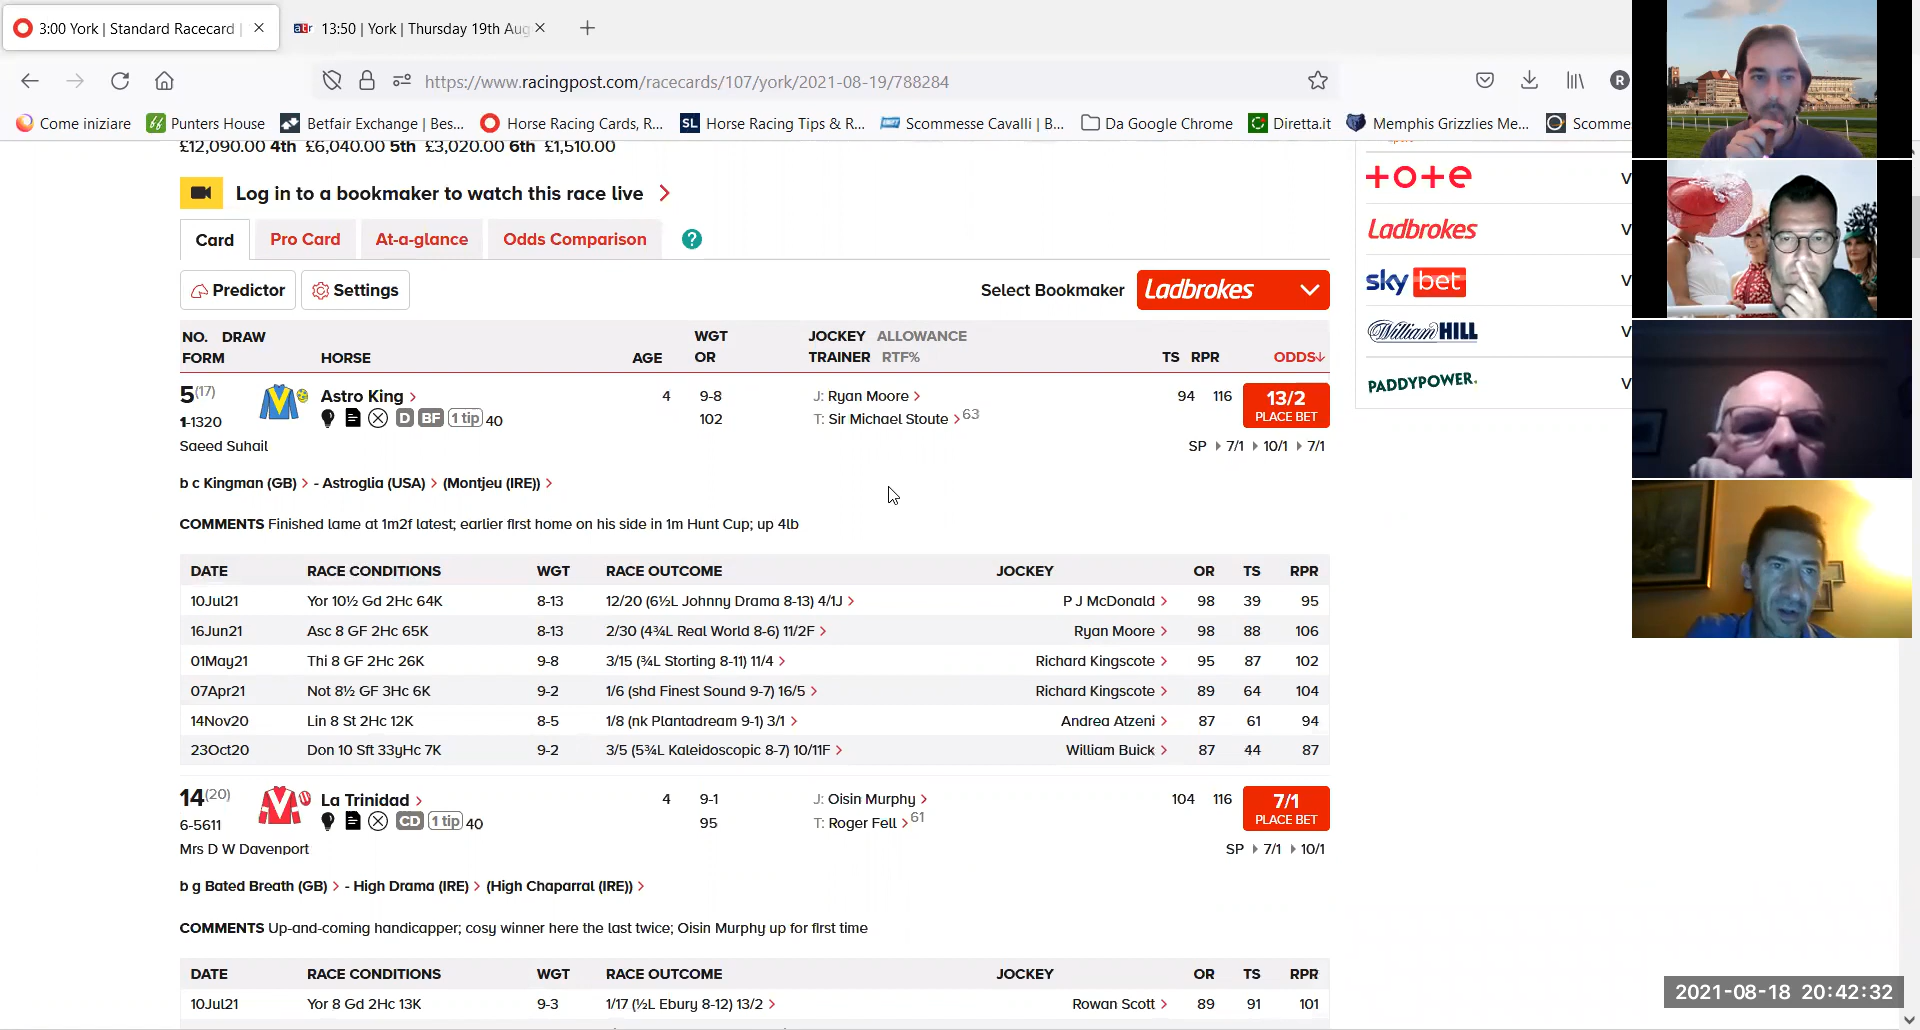 3:00 York | Standard Racecard |
atr 13:50 | York | Thursday 19th Aug
https://www.racingpost.com/racecards/107/york/2021-08-19/788284
R
Come iniziare Punters House Betfair Exchange | Bes... Horse Racing Cards, R... SL Horse Racing Tips & R... Scommesse Cavalli | B... Da Google Chrome Diretta.it Memphis Grizzlies Me... Scomme
£12,090.00 4th £6,040.00 5th £3,020.00 6th £1,510.00
Log in to a bookmaker to watch this race live
Card Pro Card At-a-glance Odds Comparison ?
Predictor Settings Select Bookmaker Ladbrokes
NO. DRAW WGT JOCKEY ALLOWANCE
FORM HORSE AGE OR TRAINER RTF% TS RPR ODDS↓
5(17) Astro King 4 9-8 J: Ryan Moore 94 116 13/2
1-1320 D BF 1 tip 40 102 T: Sir Michael Stoute 63 PLACE BET
Saeed Suhail SP 7/1 10/1 7/1
b c Kingman (GB) - Astroglia (USA) (Montjeu (IRE))
COMMENTS Finished lame at 1m2f latest; earlier first home on his side in 1m Hunt Cup; up 4lb
DATE RACE CONDITIONS WGT RACE OUTCOME JOCKEY OR TS RPR
10Jul21 Yor 10½ Gd 2Hc 64K 8-13 12/20 (6½L Johnny Drama 8-13) 4/1J P J McDonald 98 39 95
16Jun21 Asc 8 GF 2Hc 65K 8-13 2/30 (4¾L Real World 8-6) 11/2F Ryan Moore 98 88 106
01May21 Thi 8 GF 2Hc 26K 9-8 3/15 (¾L Storting 8-11) 11/4 Richard Kingscote 95 87 102
07Apr21 Not 8½ GF 3Hc 6K 9-2 1/6 (shd Finest Sound 9-7) 16/5 Richard Kingscote 89 64 104
14Nov20 Lin 8 St 2Hc 12K 8-5 1/8 (nk Plantadream 9-1) 3/1 Andrea Atzeni 87 61 94
23Oct20 Don 10 Sft 33yHc 7K 9-2 3/5 (5¾L Kaleidoscopic 8-7) 10/11F William Buick 87 44 87
14(20) La Trinidad 4 9-1 J: Oisin Murphy 104 116 7/1
6-5611 CD 1 tip 40 95 T: Roger Fell 61 PLACE BET
Mrs D W Davenport SP 7/1 10/1
b g Bated Breath (GB) - High Drama (IRE) (High Chaparral (IRE))
COMMENTS Up-and-coming handicapper; cosy winner here the last twice; Oisin Murphy up for first time
DATE RACE CONDITIONS WGT RACE OUTCOME JOCKEY OR TS RPR
10Jul21 Yor 8 Gd 2Hc 13K 9-3 1/17 (½L Ebury 8-12) 13/2 Rowan Scott 89 91 101
tote V
Ladbrokes V
sky bet V
William HILL V
PADDYPOWER. V
2021-08-18 20:42:32